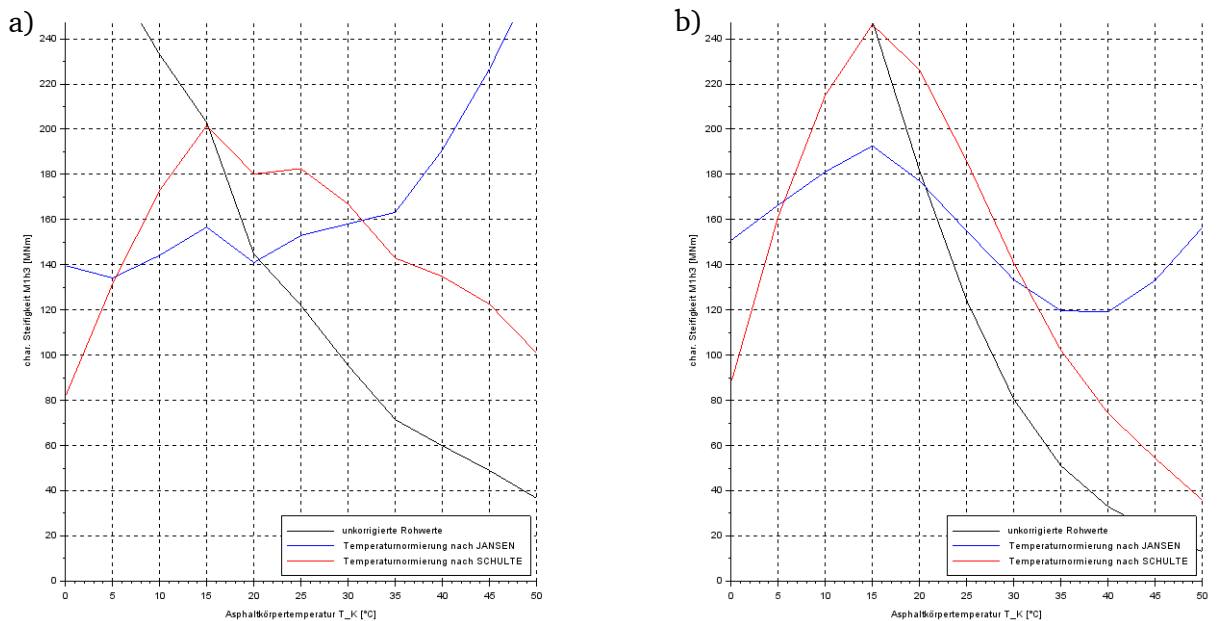 a)
240
220
200
180
160
140
120
100
80
60
40
20
0
char. Steifigkeit M1h3 [MNm]
unkorrigierte Rohwerte
Temperaturnormierung nach JANSEN
Temperaturnormierung nach SCHULTE
0 5 10 15 20 25 30 35 40 45 50
Asphaltkörpertemperatur T_K [°C]
b)
240
220
200
180
160
140
120
100
80
60
40
20
0
char. Steifigkeit M1h3 [MNm]
unkorrigierte Rohwerte
Temperaturnormierung nach JANSEN
Temperaturnormierung nach SCHULTE
0 5 10 15 20 25 30 35 40 45 50
Asphaltkörpertemperatur T_K [°C]